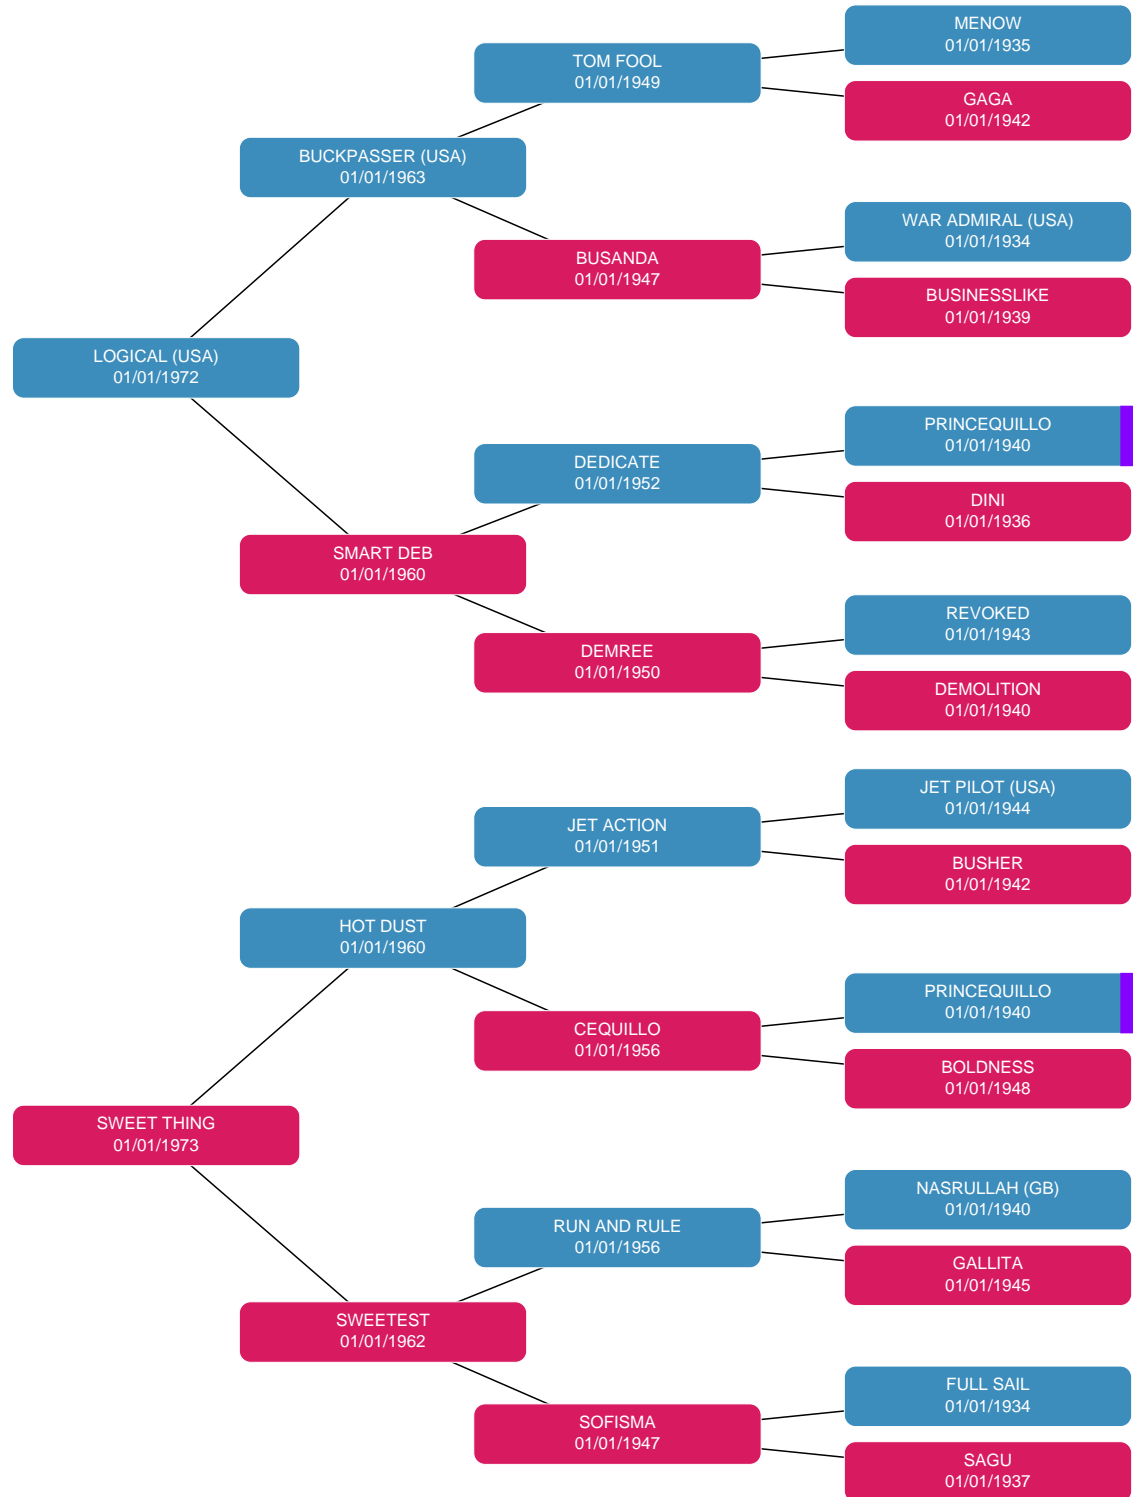 MENOW
01/01/1935
TOM FOOL
01/01/1949
GAGA
01/01/1942
BUCKPASSER (USA)
01/01/1963
WAR ADMIRAL (USA)
01/01/1934
BUSANDA
01/01/1947
BUSINESSLIKE
01/01/1939
LOGICAL (USA)
01/01/1972
PRINCEQUILLO
01/01/1940
DEDICATE
01/01/1952
DINI
01/01/1936
SMART DEB
01/01/1960
REVOKED
01/01/1943
DEMREE
01/01/1950
DEMOLITION
01/01/1940
JET PILOT (USA)
01/01/1944
JET ACTION
01/01/1951
BUSHER
01/01/1942
HOT DUST
01/01/1960
PRINCEQUILLO
01/01/1940
CEQUILLO
01/01/1956
BOLDNESS
01/01/1948
SWEET THING
01/01/1973
NASRULLAH (GB)
01/01/1940
RUN AND RULE
01/01/1956
GALLITA
01/01/1945
SWEETEST
01/01/1962
FULL SAIL
01/01/1934
SOFISMA
01/01/1947
SAGU
01/01/1937